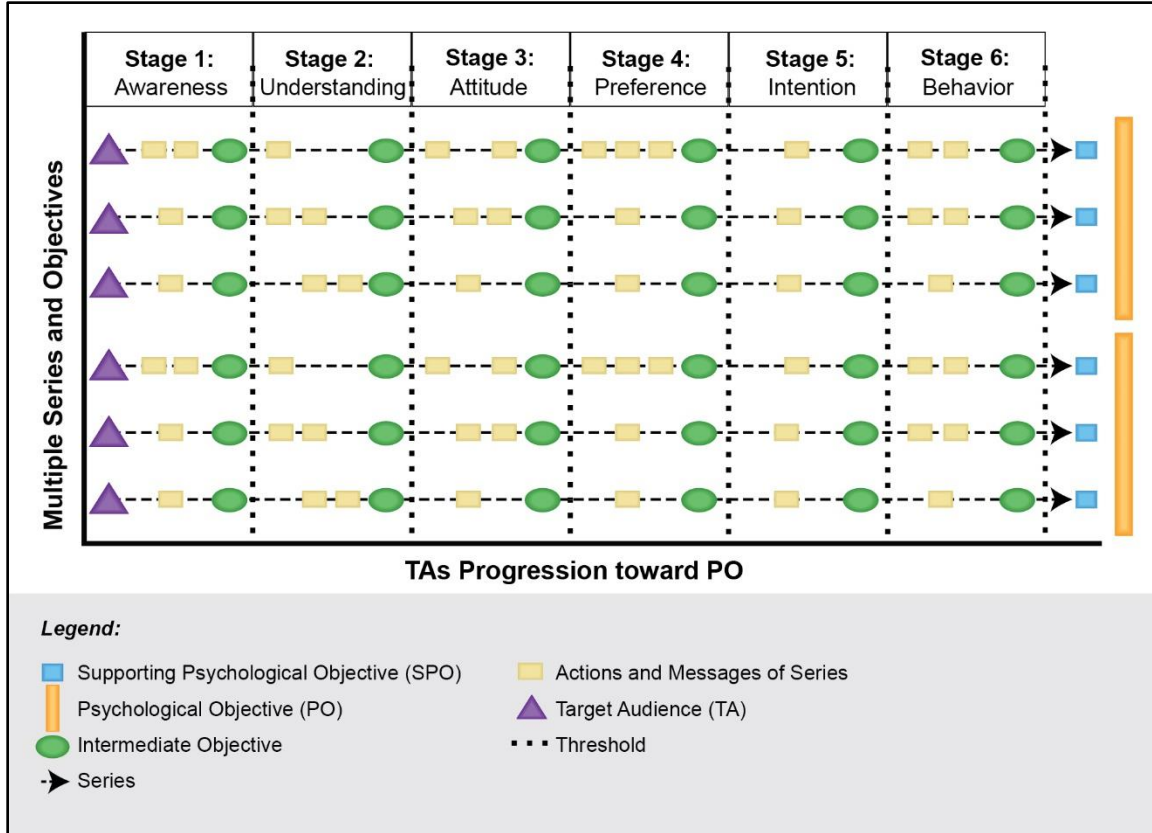 Stage 1:
Awareness
Stage 2:
Understanding
Stage 3:
Attitude
Stage 4:
Preference
Stage 5:
Intention
Stage 6:
Behavior
Multiple Series and Objectives
TAs Progression toward PO
Legend:
Supporting Psychological Objective (SPO)
Psychological Objective (PO)
Intermediate Objective
Series
Actions and Messages of Series
Target Audience (TA)
Threshold